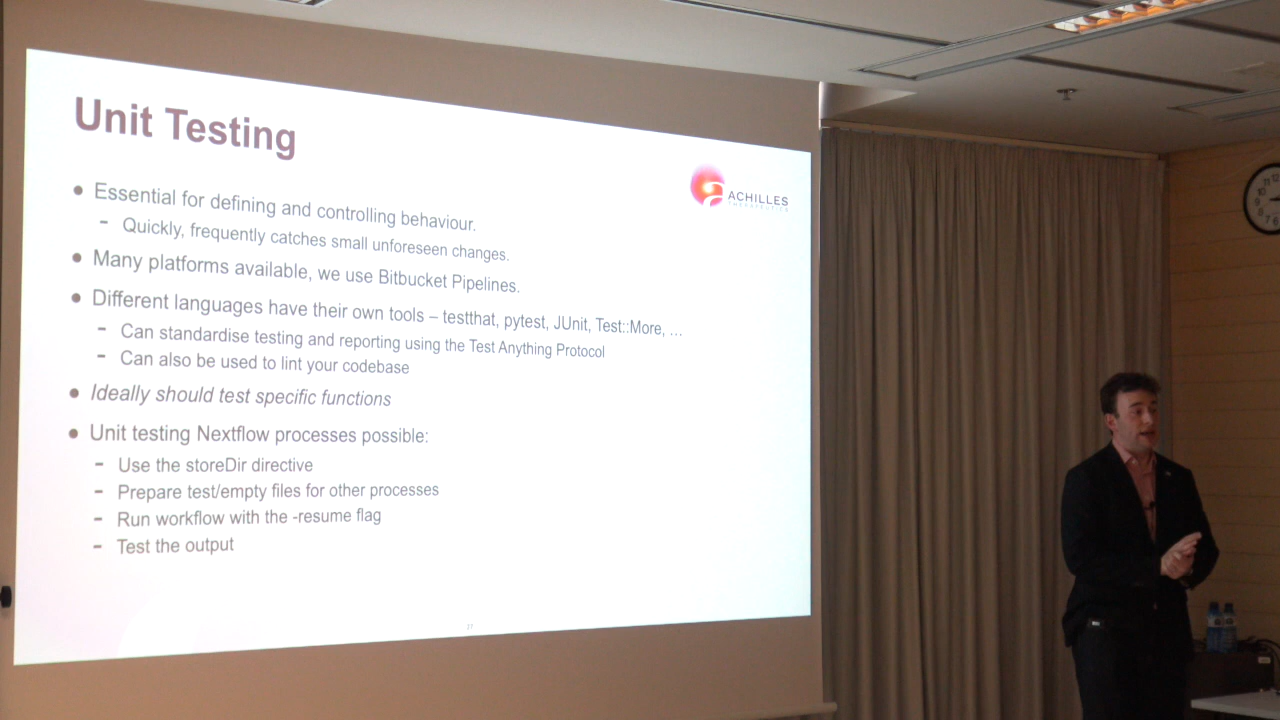 Unit Testing
ACHILLES
THERAPEUTICS
● Essential for defining and controlling behaviour.
– Quickly, frequently catches small unforeseen changes.
● Many platforms available, we use Bitbucket Pipelines.
● Different languages have their own tools – testthat, pytest, JUnit, Test::More, …
– Can standardise testing and reporting using the Test Anything Protocol
– Can also be used to lint your codebase
● Ideally should test specific functions
● Unit testing Nextflow processes possible:
– Use the storeDir directive
– Prepare test/empty files for other processes
– Run workflow with the -resume flag
– Test the output